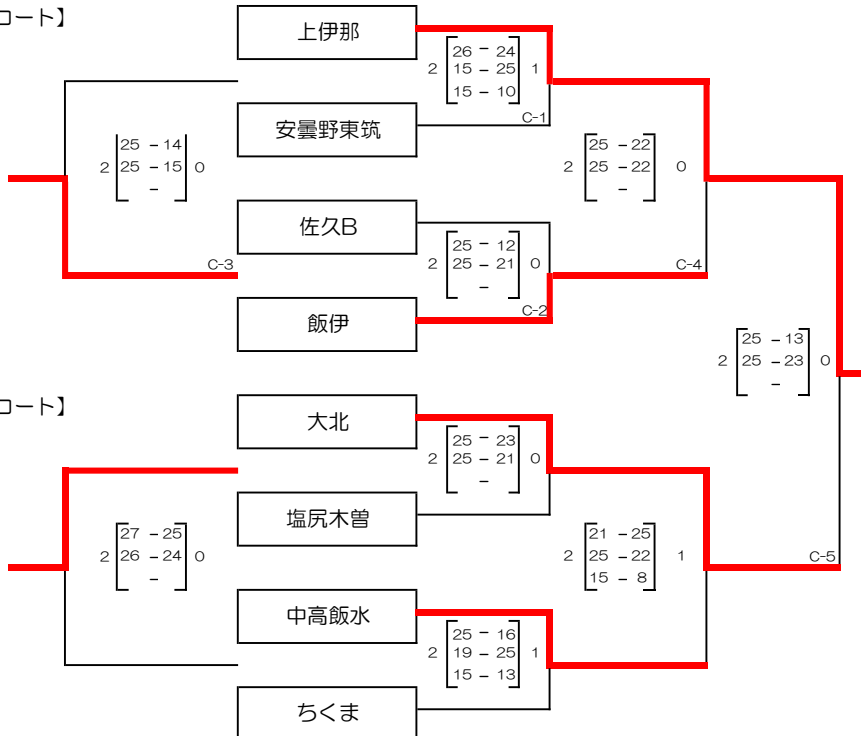 コート】
上伊那
26 - 24
2 15 - 25 1
15 - 10
C-1
安曇野東筑
25 - 14
2 25 - 15 0
-
25 - 22
2 25 - 22 0
-
佐久B
25 - 12
2 25 - 21 0
-
C-3
C-4
C-2
飯伊
25 - 13
2 25 - 23 0
-
コート】
大北
25 - 23
2 25 - 21 0
-
塩尻木曽
27 - 25
2 26 - 24 0
-
21 - 25
2 25 - 22 1
15 - 8
C-5
中高飯水
25 - 16
2 19 - 25 1
15 - 13
ちくま